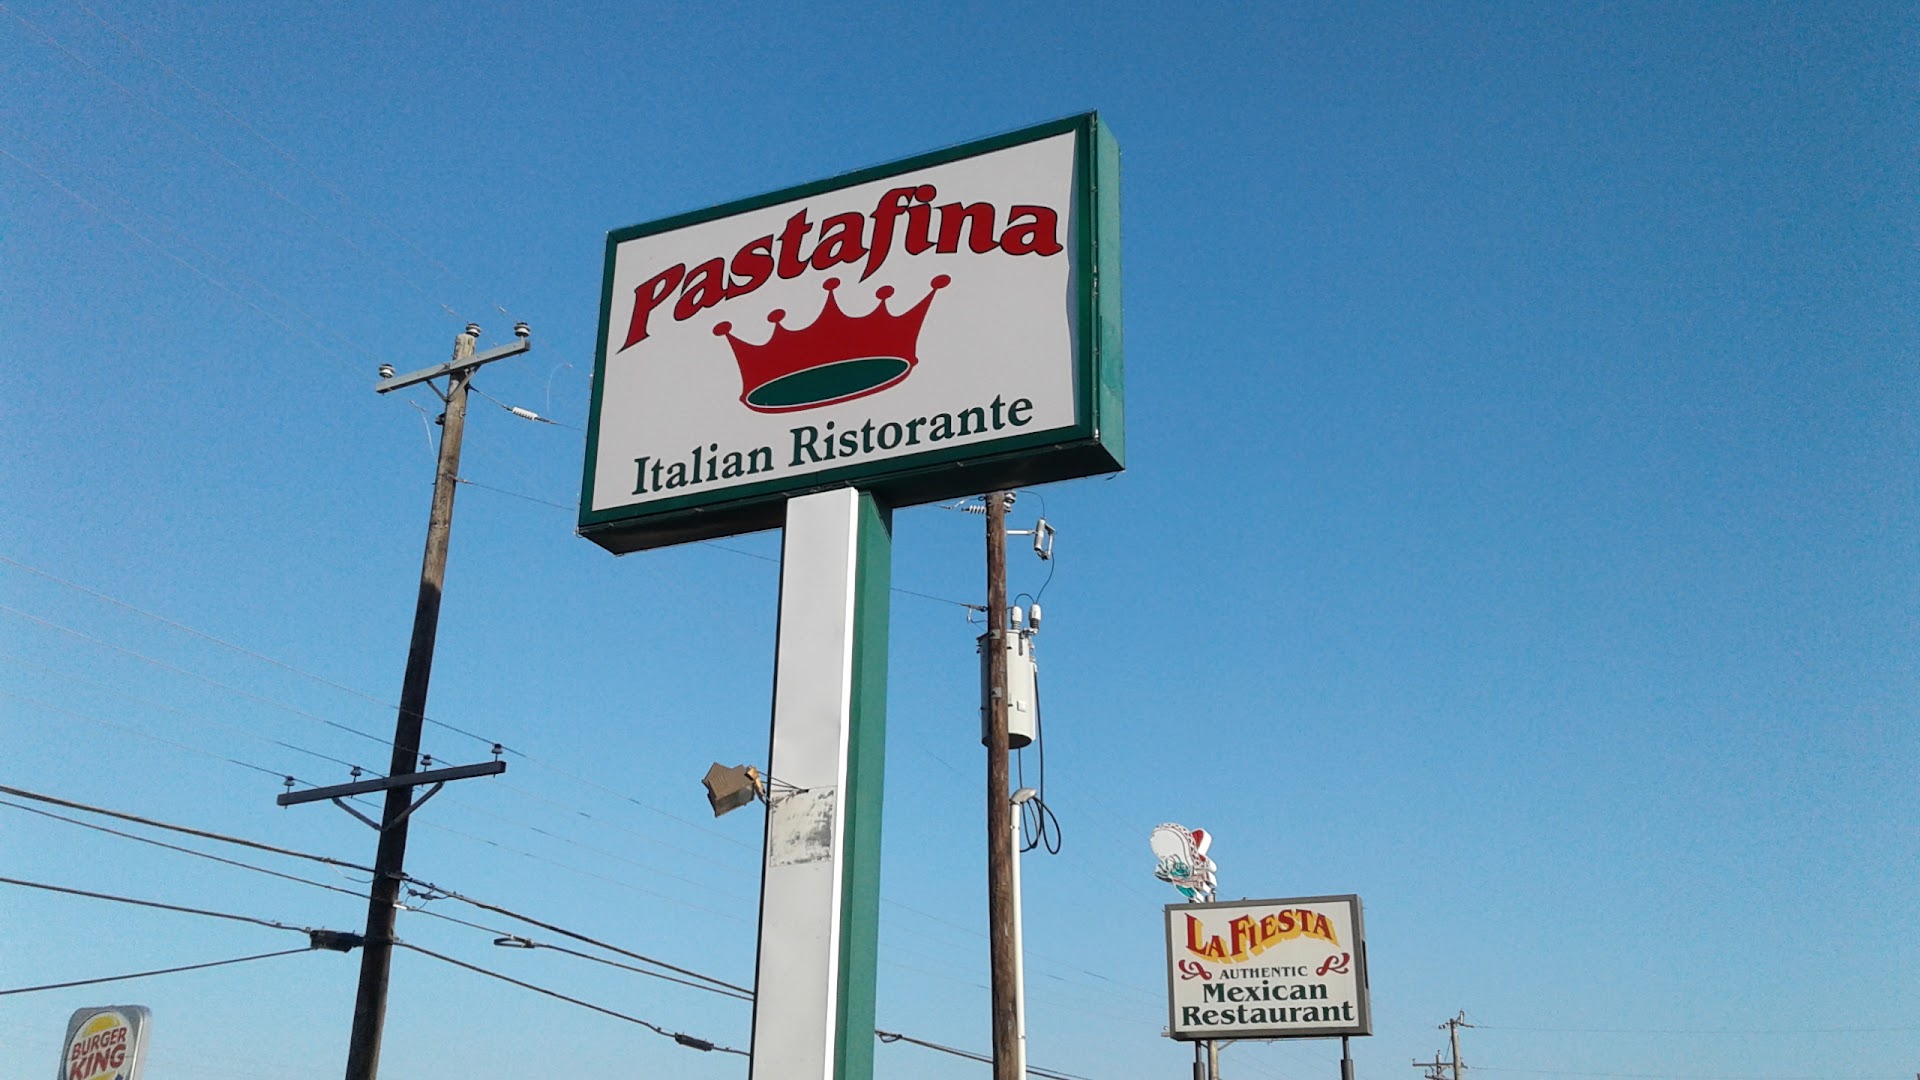 Pastafina
Italian Ristorante
LA FIESTA
AUTHENTIC
Mexican
Restaurant
BURGER
KING